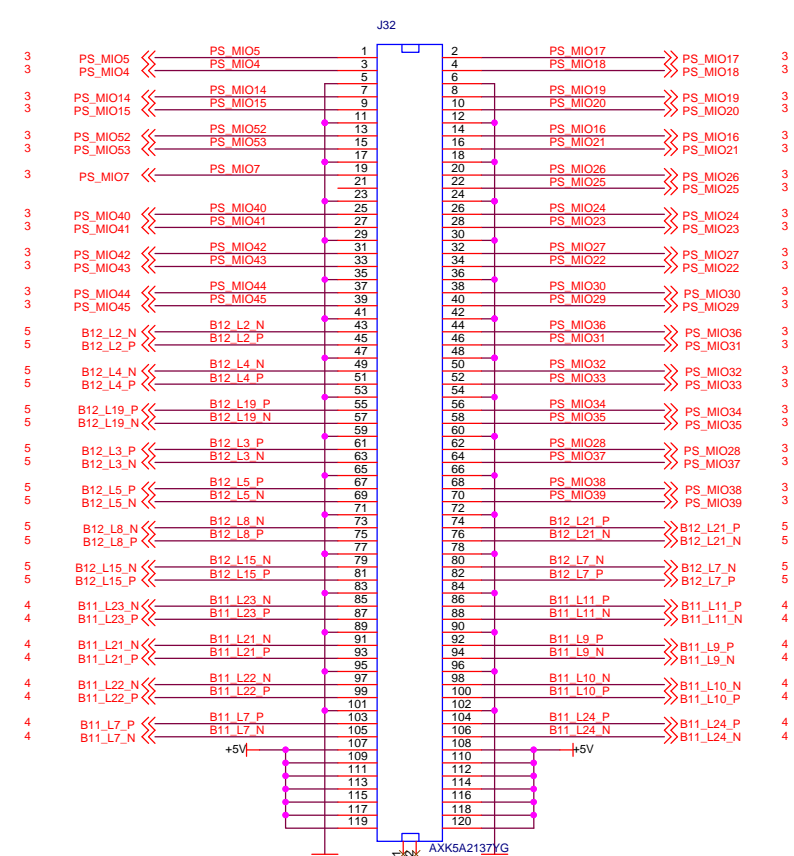 J32
3 PS_MIO5 PS_MIO5 1 2 PS_MIO17 PS_MIO17 3
3 PS_MIO4 PS_MIO4 3 4 PS_MIO18 PS_MIO18 3
5 6
3 PS_MIO14 PS_MIO14 7 8 PS_MIO19 PS_MIO19 3
3 PS_MIO15 PS_MIO15 9 10 PS_MIO20 PS_MIO20 3
11 12
3 PS_MIO52 PS_MIO52 13 14 PS_MIO16 PS_MIO16 3
3 PS_MIO53 PS_MIO53 15 16 PS_MIO21 PS_MIO21 3
17 18
3 PS_MIO7 PS_MIO7 19 20 PS_MIO26 PS_MIO26 3
21 22 PS_MIO25 PS_MIO25 3
23 24
3 PS_MIO40 PS_MIO40 25 26 PS_MIO24 PS_MIO24 3
3 PS_MIO41 PS_MIO41 27 28 PS_MIO23 PS_MIO23 3
29 30
3 PS_MIO42 PS_MIO42 31 32 PS_MIO27 PS_MIO27 3
3 PS_MIO43 PS_MIO43 33 34 PS_MIO22 PS_MIO22 3
35 36
3 PS_MIO44 PS_MIO44 37 38 PS_MIO30 PS_MIO30 3
3 PS_MIO45 PS_MIO45 39 40 PS_MIO29 PS_MIO29 3
41 42
5 B12_L2_N B12_L2_N 43 44 PS_MIO36 PS_MIO36 3
5 B12_L2_P B12_L2_P 45 46 PS_MIO31 PS_MIO31 3
47 48
5 B12_L4_N B12_L4_N 49 50 PS_MIO32 PS_MIO32 3
5 B12_L4_P B12_L4_P 51 52 PS_MIO33 PS_MIO33 3
53 54
5 B12_L19_P B12_L19_P 55 56 PS_MIO34 PS_MIO34 3
5 B12_L19_N B12_L19_N 57 58 PS_MIO35 PS_MIO35 3
59 60
5 B12_L3_P B12_L3_P 61 62 PS_MIO28 PS_MIO28 3
5 B12_L3_N B12_L3_N 63 64 PS_MIO37 PS_MIO37 3
65 66
5 B12_L5_P B12_L5_P 67 68 PS_MIO38 PS_MIO38 3
5 B12_L5_N B12_L5_N 69 70 PS_MIO39 PS_MIO39 3
71 72
5 B12_L8_N B12_L8_N 73 74 B12_L21_P B12_L21_P 5
5 B12_L8_P B12_L8_P 75 76 B12_L21_N B12_L21_N 5
77 78
5 B12_L15_N B12_L15_N 79 80 B12_L7_N B12_L7_N 5
5 B12_L15_P B12_L15_P 81 82 B12_L7_P B12_L7_P 5
83 84
4 B11_L23_N B11_L23_N 85 86 B11_L11_P B11_L11_P 4
4 B11_L23_P B11_L23_P 87 88 B11_L11_N B11_L11_N 4
89 90
4 B11_L21_N B11_L21_N 91 92 B11_L9_P B11_L9_P 4
4 B11_L21_P B11_L21_P 93 94 B11_L9_N B11_L9_N 4
95 96
4 B11_L22_N B11_L22_N 97 98 B11_L10_N B11_L10_N 4
4 B11_L22_P B11_L22_P 99 100 B11_L10_P B11_L10_P 4
101 102
4 B11_L7_P B11_L7_P 103 104 B11_L24_P B11_L24_P 4
4 B11_L7_N B11_L7_N 105 106 B11_L24_N B11_L24_N 4
+5V 107 108 +5V
109 110
111 112
113 114
115 116
117 118
119 120
1 2 AXK5A2137YG